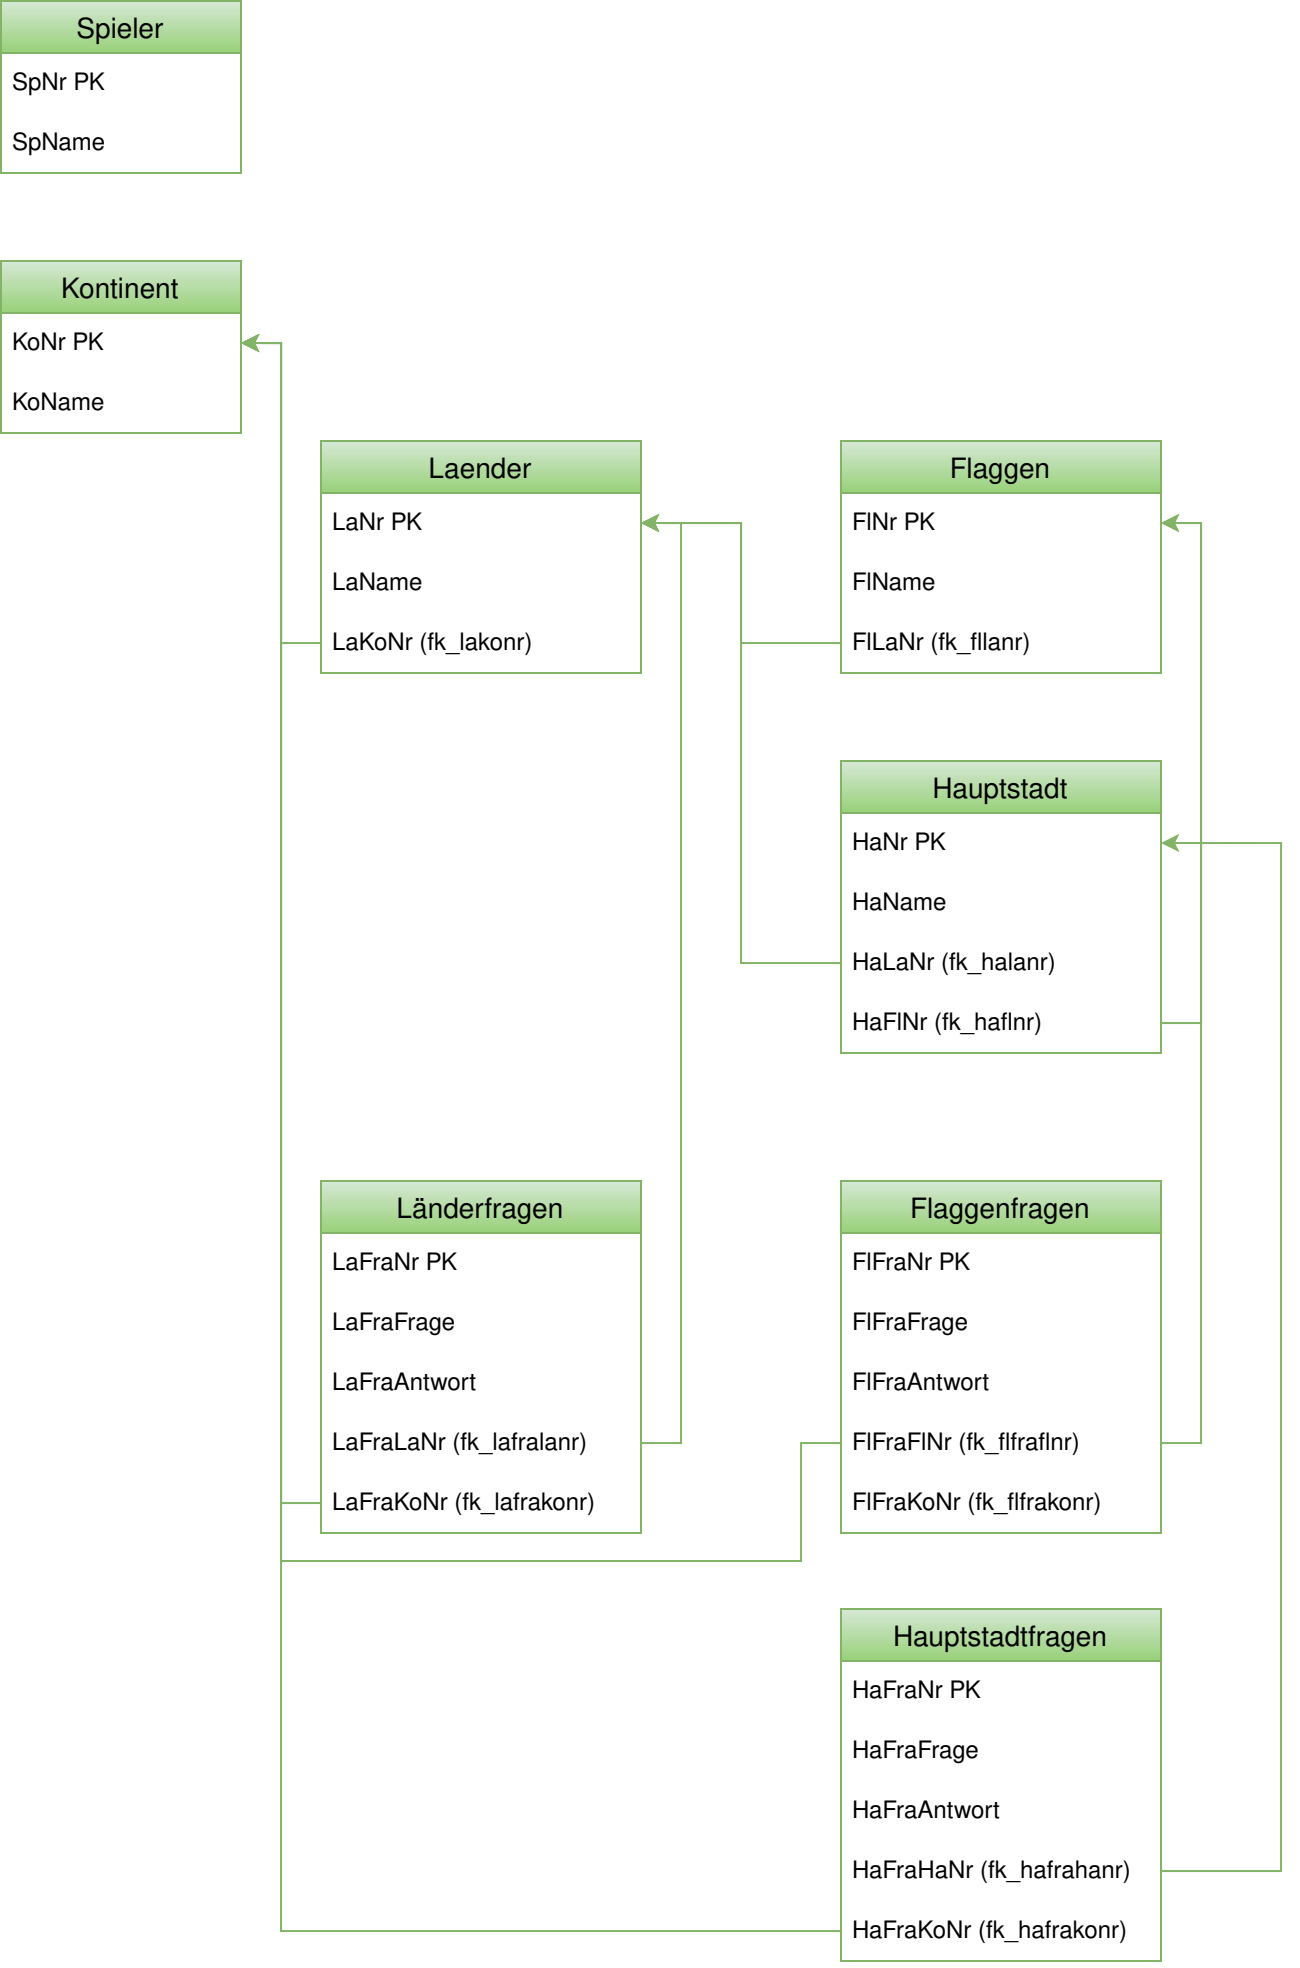 Spieler
SpNr PK
SpName
Kontinent
KoNr PK
KoName
Laender
LaNr PK
LaName
LaKoNr (fk_lakonr)
Flaggen
FlNr PK
FlName
FlLaNr (fk_fllanr)
Hauptstadt
HaNr PK
HaName
HaLaNr (fk_halanr)
HaFlNr (fk_haflnr)
Länderfragen
LaFraNr PK
LaFraFrage
LaFraAntwort
LaFraLaNr (fk_lafralanr)
LaFraKoNr (fk_lafrakonr)
Flaggenfragen
FlFraNr PK
FlFraFrage
FlFraAntwort
FlFraFlNr (fk_flfraflnr)
FlFraKoNr (fk_flfrakonr)
Hauptstadtfragen
HaFraNr PK
HaFraFrage
HaFraAntwort
HaFraHaNr (fk_hafrahanr)
HaFraKoNr (fk_hafrakonr)